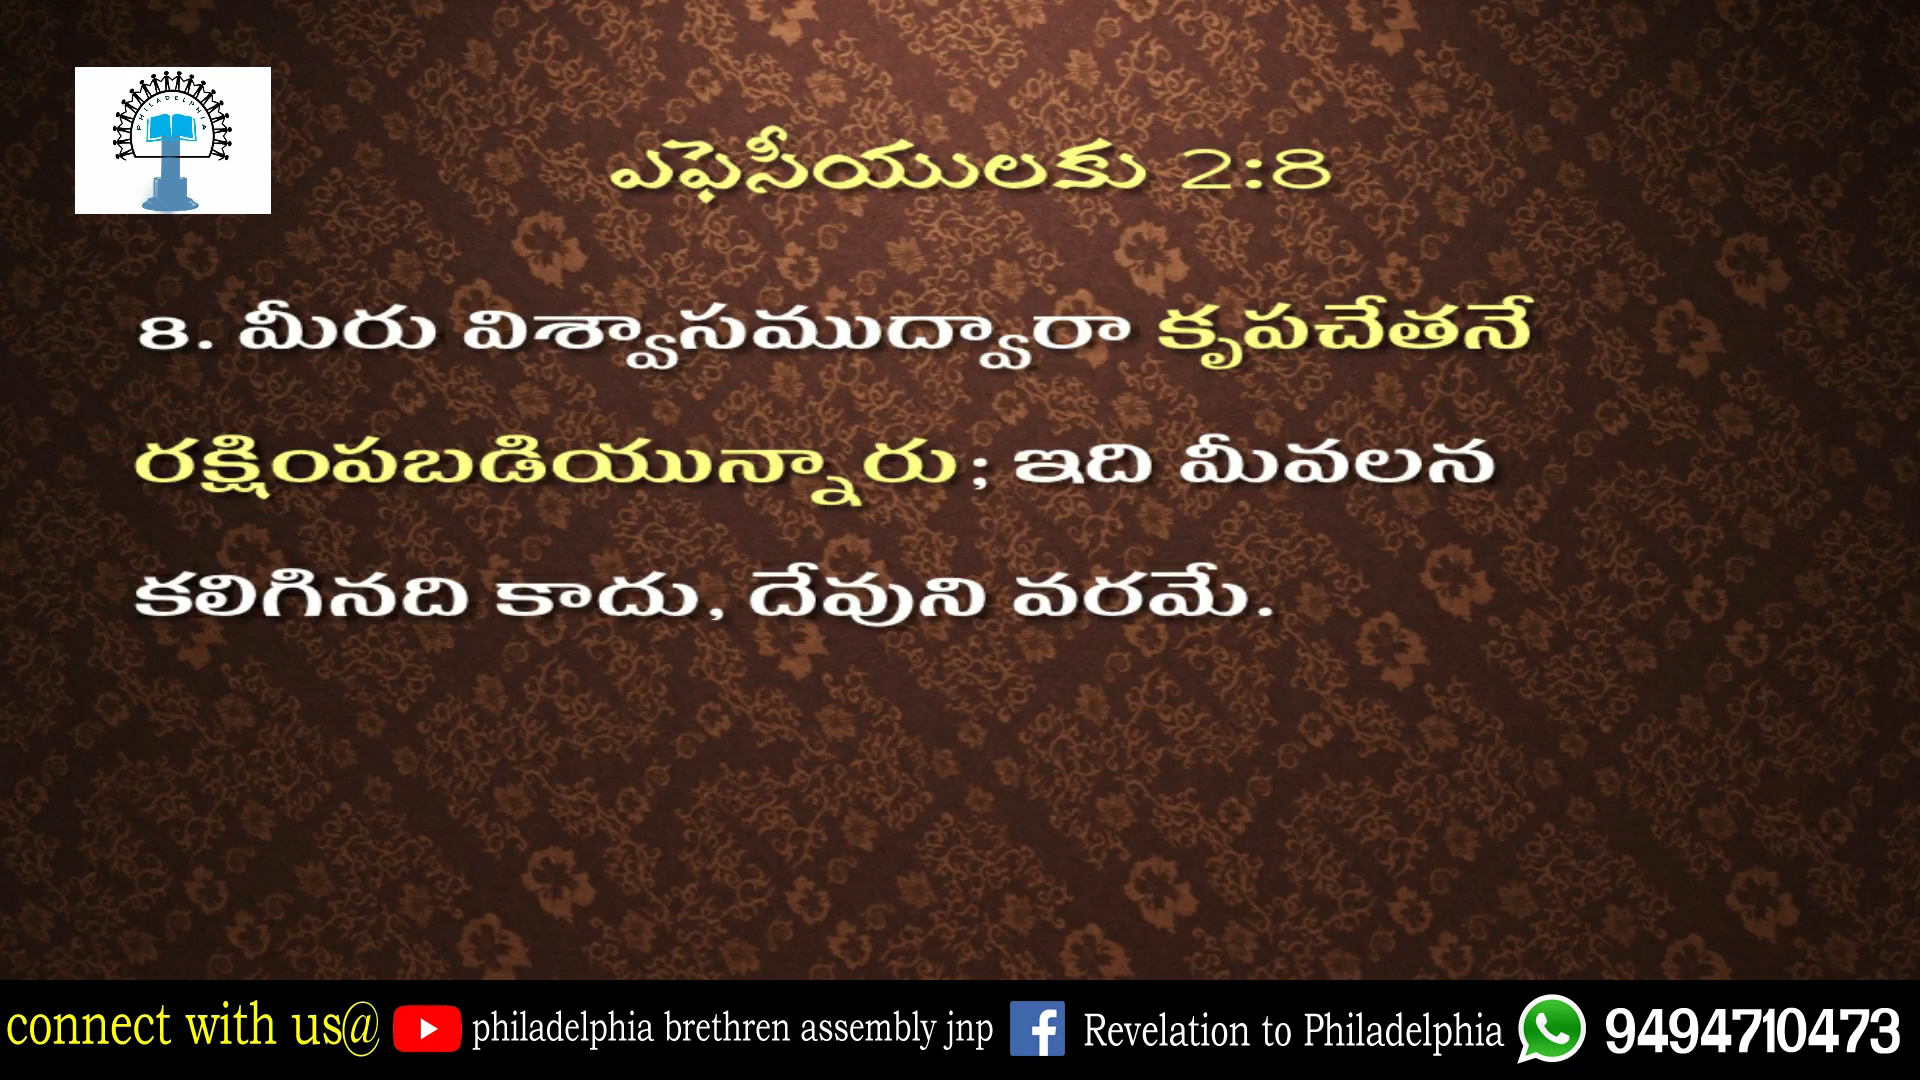 PHILADELPHIA
ఎఫెసీయులకు 2:8
8. మీరు విశ్వాసముద్వారా కృపచేతనే
రక్షింపబడియున్నారు; ఇది మీవలన
కలిగినది కాదు, దేవుని వరమే.
connect with us@ philadelphia brethren assembly jnp Revelation to Philadelphia 9494710473